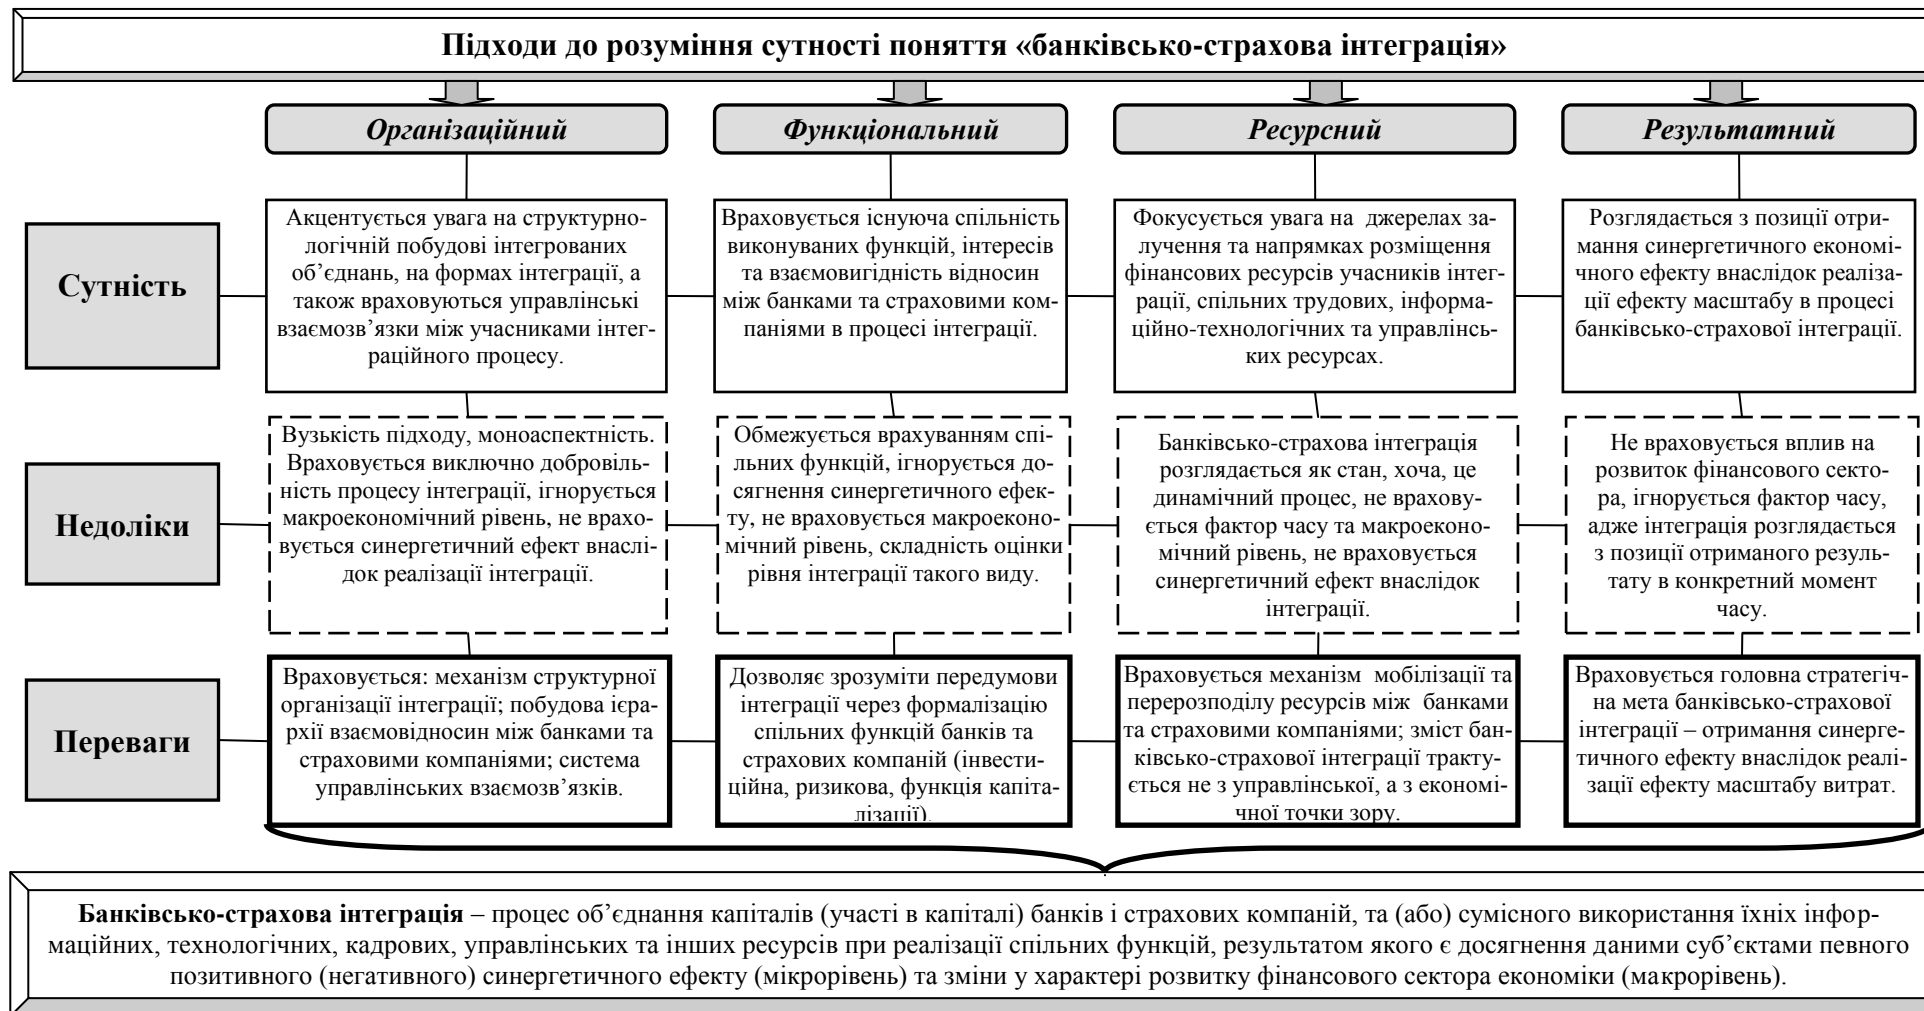 Підходи до розуміння сутності поняття «банківсько-страхова інтеграція»
Організаційний
Функціональний
Ресурсний
Результатний
Сутність
Акцентується увага на структурно-
логічній побудові інтегрованих
об’єднань, на формах інтеграції, а
також враховуються управлінські
взаємозв’язки між учасниками інтег-
раційного процесу.
Враховується існуюча спільність
виконуваних функцій, інтересів
та взаємовигідність відносин
між банками та страховими ком-
паніями в процесі інтеграції.
Фокусується увага на джерелах за-
лучення та напрямках розміщення
фінансових ресурсів учасників інтег-
рації, спільних трудових, інформа-
ційно-технологічних та управлінсь-
ких ресурсах.
Розглядається з позиції отри-
мання синергетичного економі-
чного ефекту внаслідок реаліза-
ції ефекту масштабу в процесі
банківсько-страхової інтеграції.
Недоліки
Вузькість підходу, моноаспектність.
Враховується виключно добровіль-
ність процесу інтеграції, ігнорується
макроекономічний рівень, не врахо-
вується синергетичний ефект внаслі-
док реалізації інтеграції.
Обмежується врахуванням спі-
льних функцій, ігнорується до-
сягнення синергетичного ефек-
ту, не враховується макроеконо-
мічний рівень, складність оцінки
рівня інтеграції такого виду.
Банківсько-страхова інтеграція
розглядається як стан, хоча, це
динамічний процес, не врахову-
ється фактор часу та макроеконо-
мічний рівень, не враховується
синергетичний ефект внаслідок
інтеграції.
Не враховується вплив на
розвиток фінансового секто-
ра, ігнорується фактор часу,
адже інтеграція розглядається
з позиції отриманого резуль-
тату в конкретний момент
часу.
Переваги
Враховується: механізм структурної
організації інтеграції; побудова ієра-
рхії взаємовідносин між банками та
страховими компаніями; система
управлінських взаємозв’язків.
Дозволяє зрозуміти передумови
інтеграції через формалізацію
спільних функцій банків та
страхових компаній (інвести-
ційна, ризикова, функція капіта-
лізації).
Враховується механізм мобілізації та
перерозподілу ресурсів між банками
та страховими компаніями; зміст бан-
ківсько-страхової інтеграції тракту-
ється не з управлінської, а з економі-
чної точки зору.
Враховується головна стратегіч-
на мета банківсько-страхової
інтеграції – отримання синерге-
тичного ефекту внаслідок реалі-
зації ефекту масштабу витрат.
Банківсько-страхова інтеграція – процес об’єднання капіталів (участі в капіталі) банків і страхових компаній, та (або) сумісного використання їхніх інфор-
маційних, технологічних, кадрових, управлінських та інших ресурсів при реалізації спільних функцій, результатом якого є досягнення даними суб’єктами певного
позитивного (негативного) синергетичного ефекту (мікрорівень) та зміни у характері розвитку фінансового сектора економіки (макрорівень).